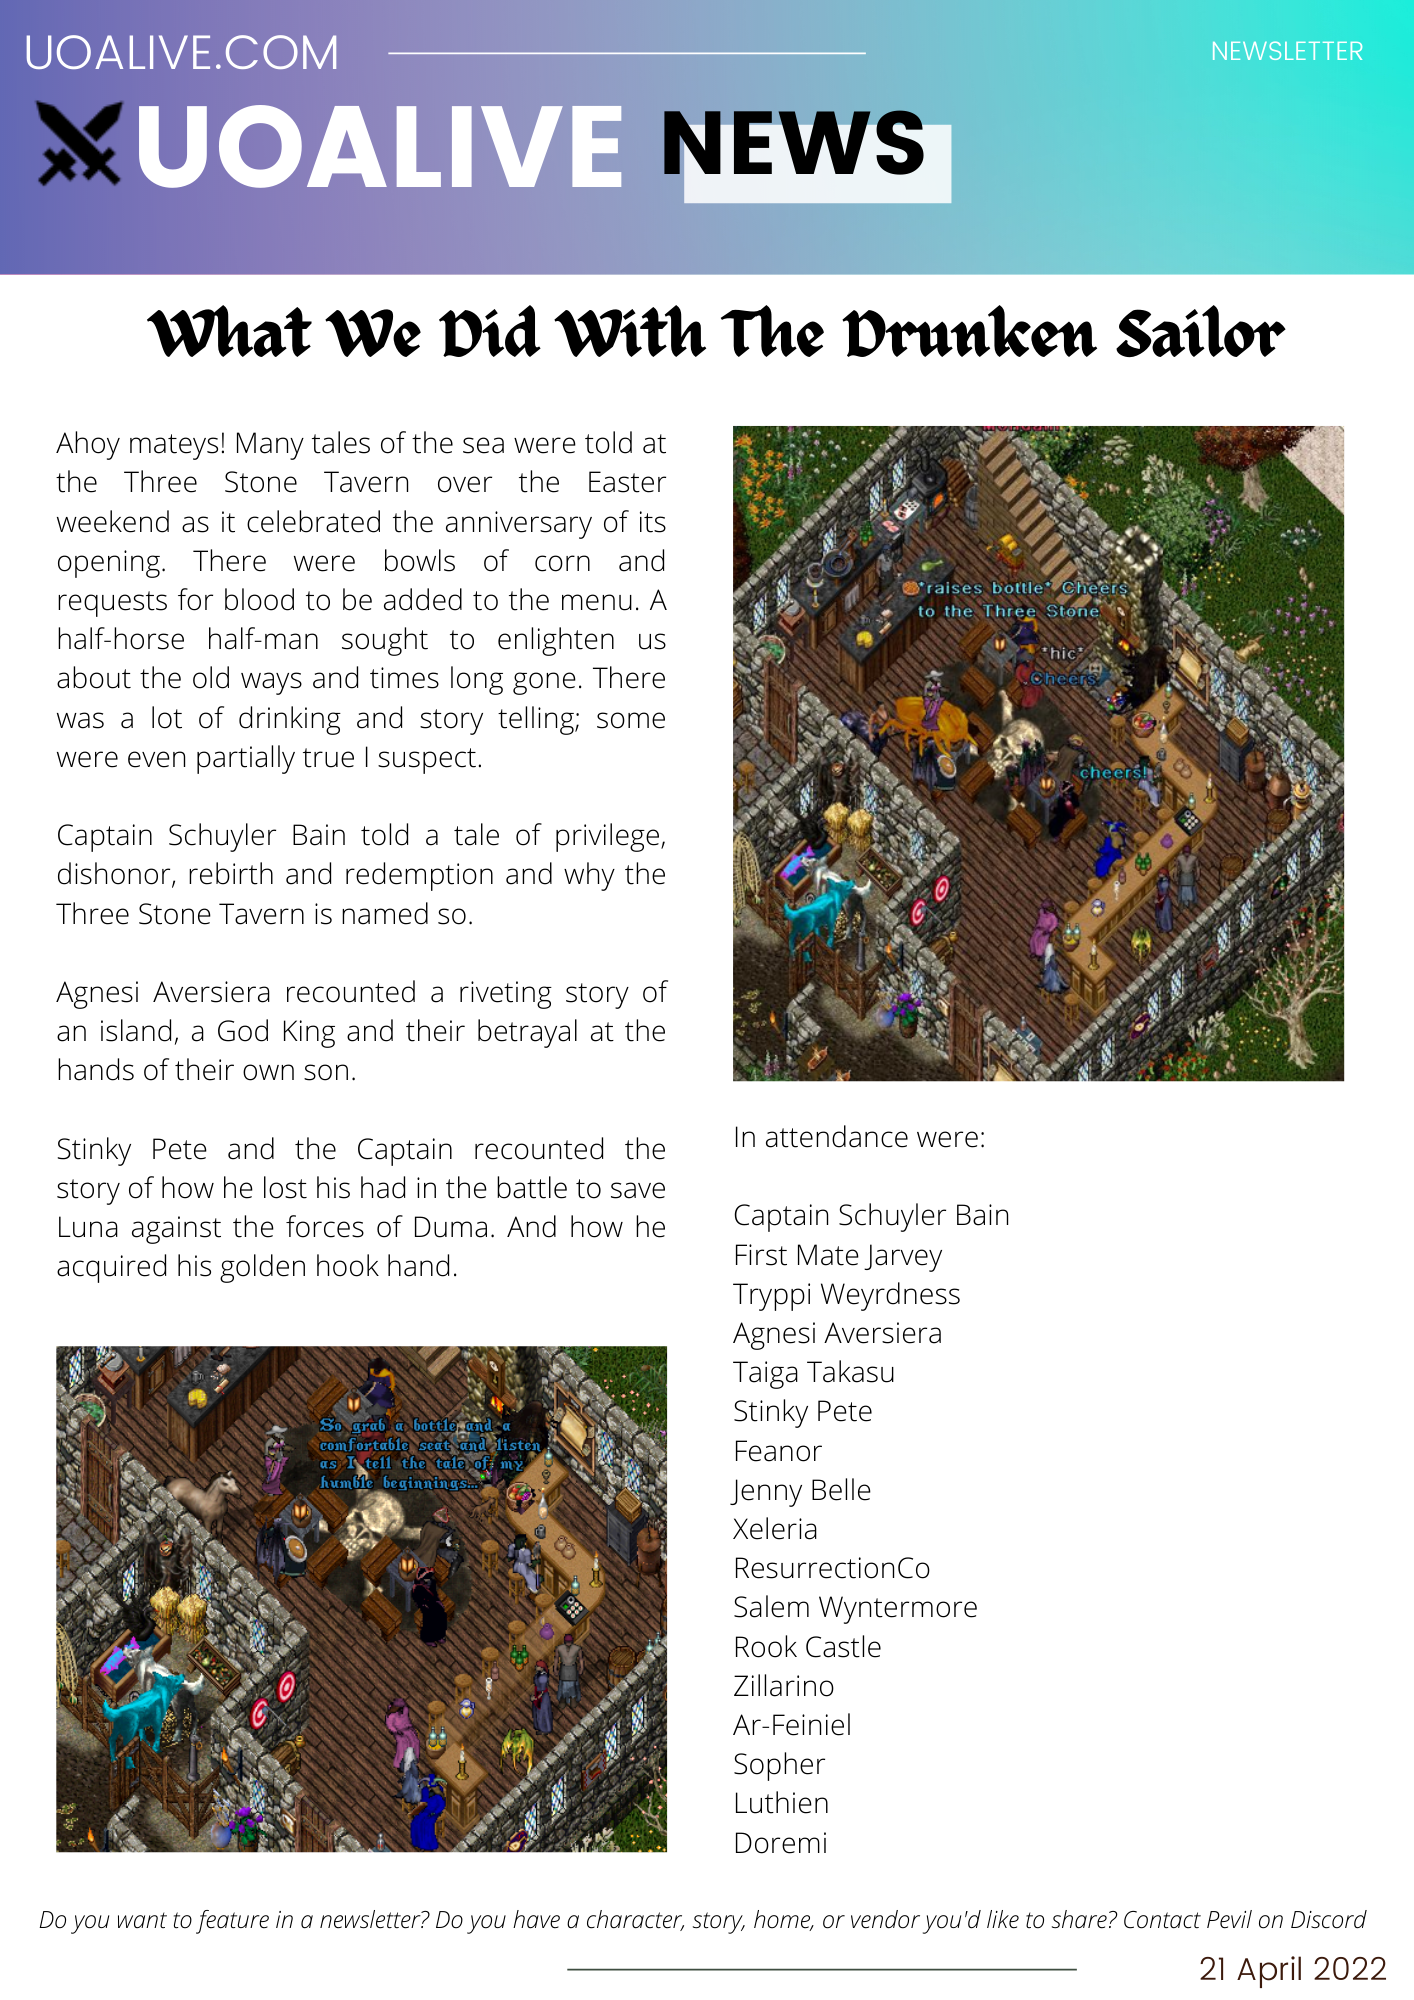 UOALIVE.COM
NEWSLETTER
UOALIVE NEWS
What We Did With The Drunken Sailor
Ahoy mateys! Many tales of the sea were told at
the Three Stone Tavern over the Easter
weekend as it celebrated the anniversary of its
opening. There were bowls of corn and
requests for blood to be added to the menu. A
half-horse half-man sought to enlighten us
about the old ways and times long gone. There
was a lot of drinking and story telling; some
were even partially true I suspect.
Captain Schuyler Bain told a tale of privilege,
dishonor, rebirth and redemption and why the
Three Stone Tavern is named so.
Agnesi Aversiera recounted a riveting story of
an island, a God King and their betrayal at the
hands of their own son.
Stinky Pete and the Captain recounted the
story of how he lost his had in the battle to save
Luna against the forces of Duma. And how he
acquired his golden hook hand.
So grab a bottle and a
comfortable seat and listen
as I tell the tale of my
humble beginnings...
*raises bottle* Cheers
to the Three Stone
*hic*
Cheers
cheers!
In attendance were:
Captain Schuyler Bain
First Mate Jarvey
Tryppi Weyrdness
Agnesi Aversiera
Taiga Takasu
Stinky Pete
Feanor
Jenny Belle
Xeleria
ResurrectionCo
Salem Wyntermore
Rook Castle
Zillarino
Ar-Feiniel
Sopher
Luthien
Doremi
Do you want to feature in a newsletter? Do you have a character, story, home, or vendor you'd like to share? Contact Pevil on Discord
21 April 2022